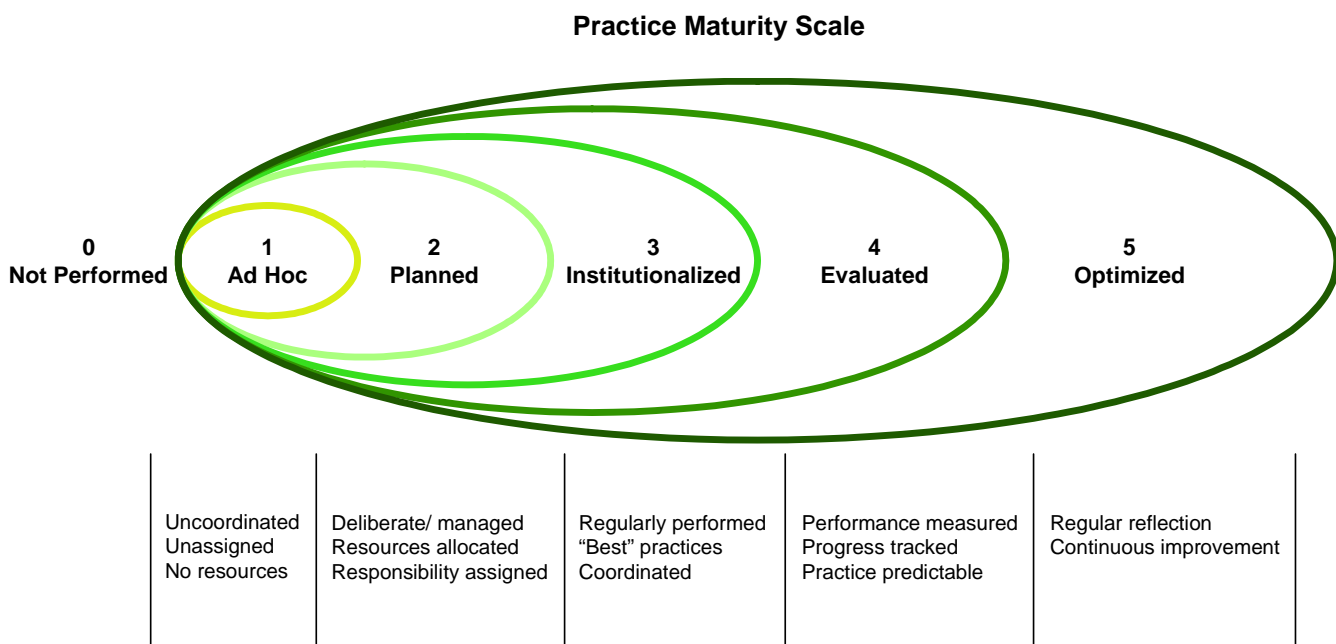 Practice Maturity Scale
0
Not Performed
1
Ad Hoc
2
Planned
3
Institutionalized
4
Evaluated
5
Optimized
Uncoordinated
Unassigned
No resources
Deliberate/ managed
Resources allocated
Responsibility assigned
Regularly performed
“Best” practices
Coordinated
Performance measured
Progress tracked
Practice predictable
Regular reflection
Continuous improvement